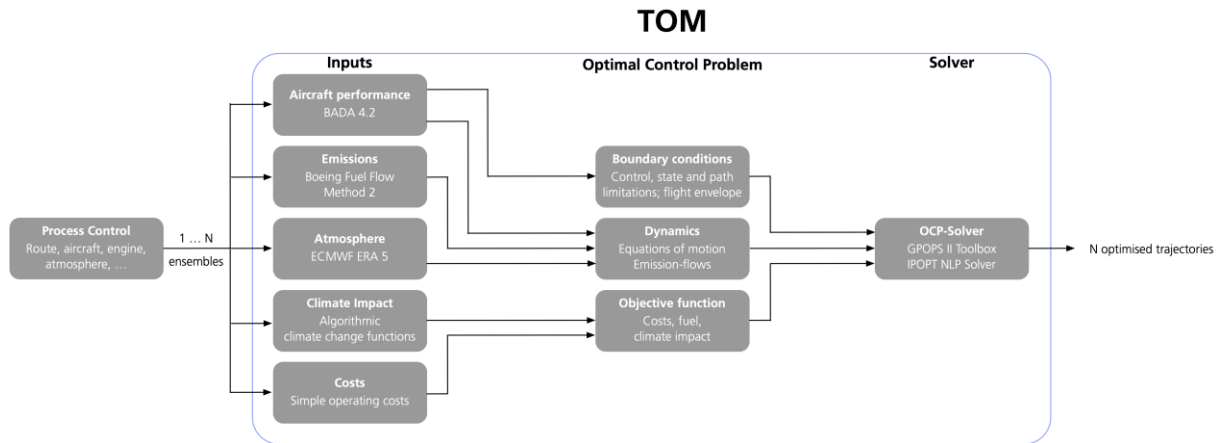 TOM
Inputs
Optimal Control Problem
Solver
Aircraft performance
BADA 4.2
Emissions
Boeing Fuel Flow
Method 2
Boundary conditions
Control, state and path
limitations; flight envelope
Process Control
Route, aircraft, engine,
atmosphere, ...
1 ... N
ensembles
Atmosphere
ECMWF ERA 5
Dynamics
Equations of motion
Emission-flows
OCP-Solver
GPOPS II Toolbox
IPOPT NLP Solver
N optimised trajectories
Climate Impact
Algorithmic
climate change functions
Objective function
Costs, fuel,
climate impact
Costs
Simple operating costs